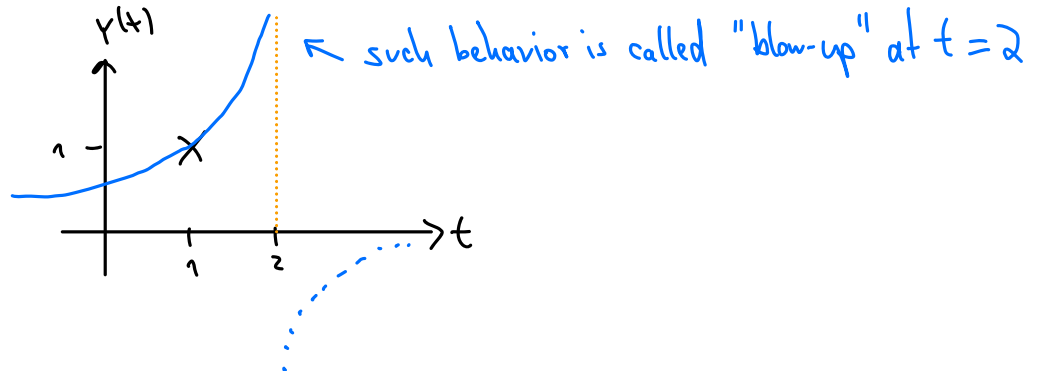 y(t)
such behavior is called "blow-up" at t = 2
1
t
1
2